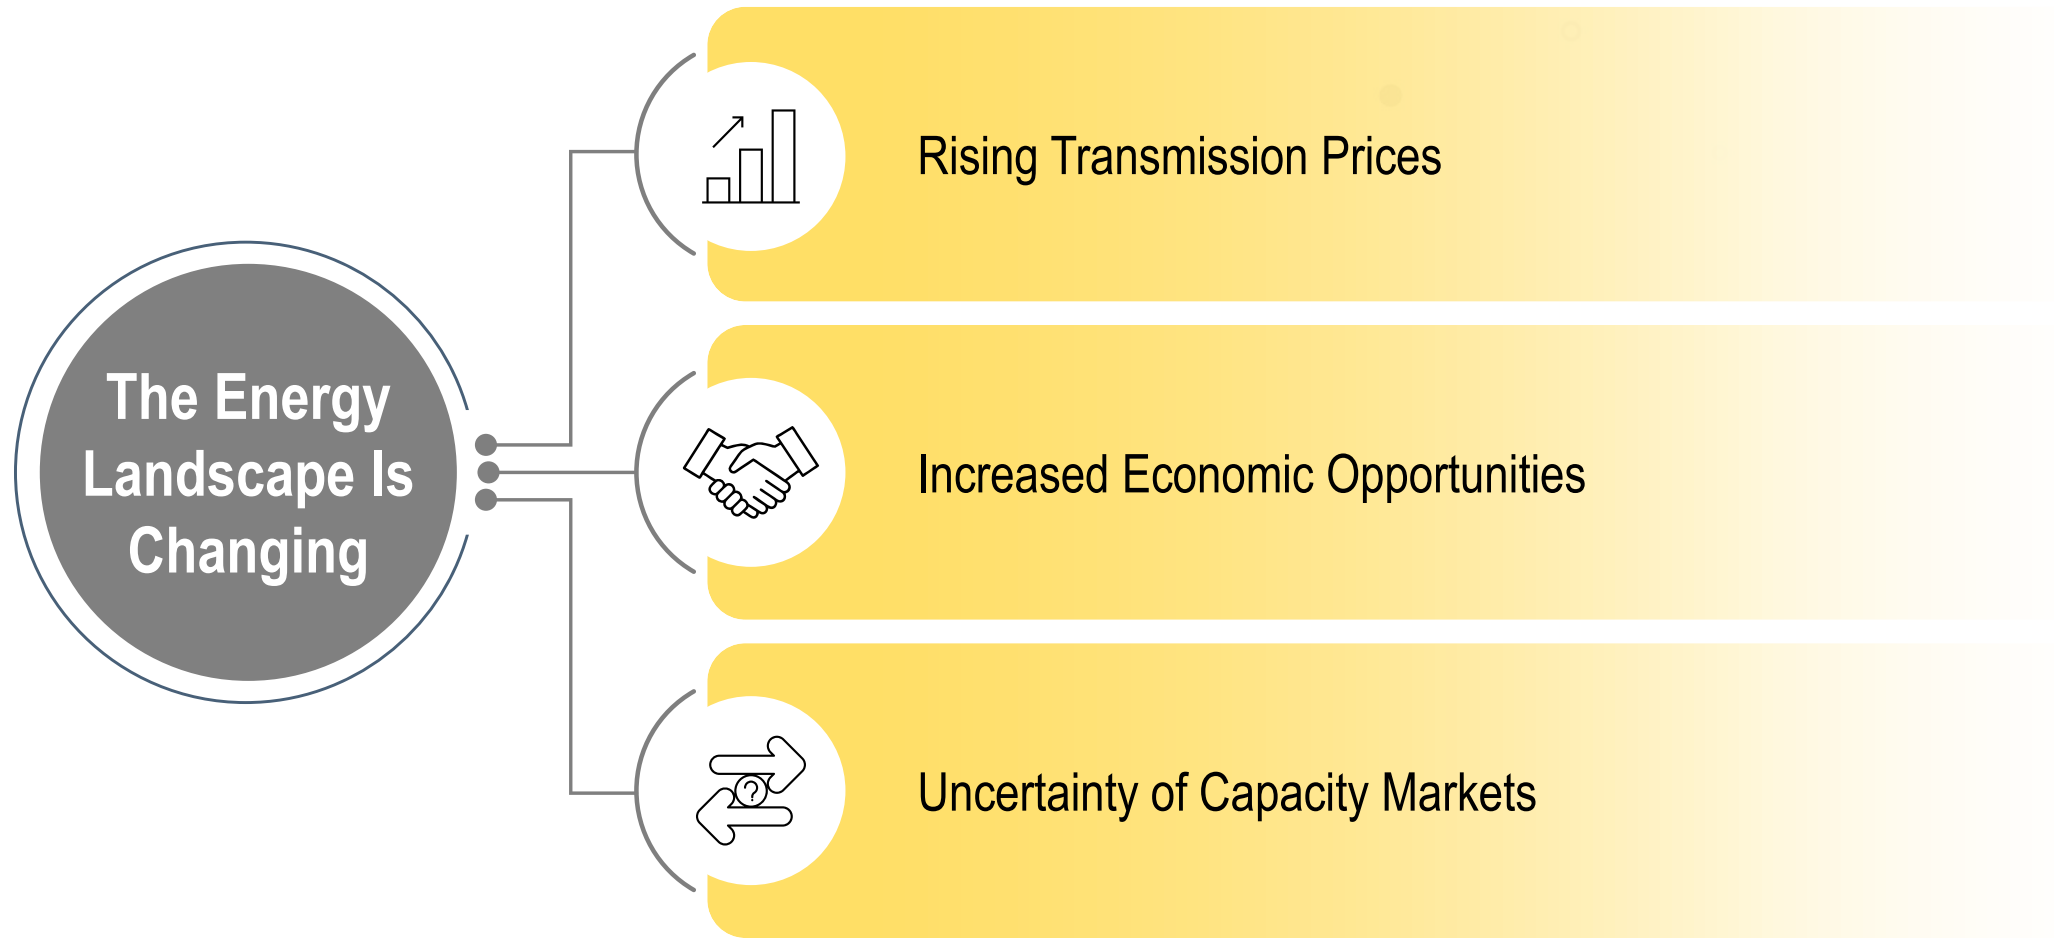 The Energy
Landscape Is
Changing
Rising Transmission Prices
Increased Economic Opportunities
?
Uncertainty of Capacity Markets